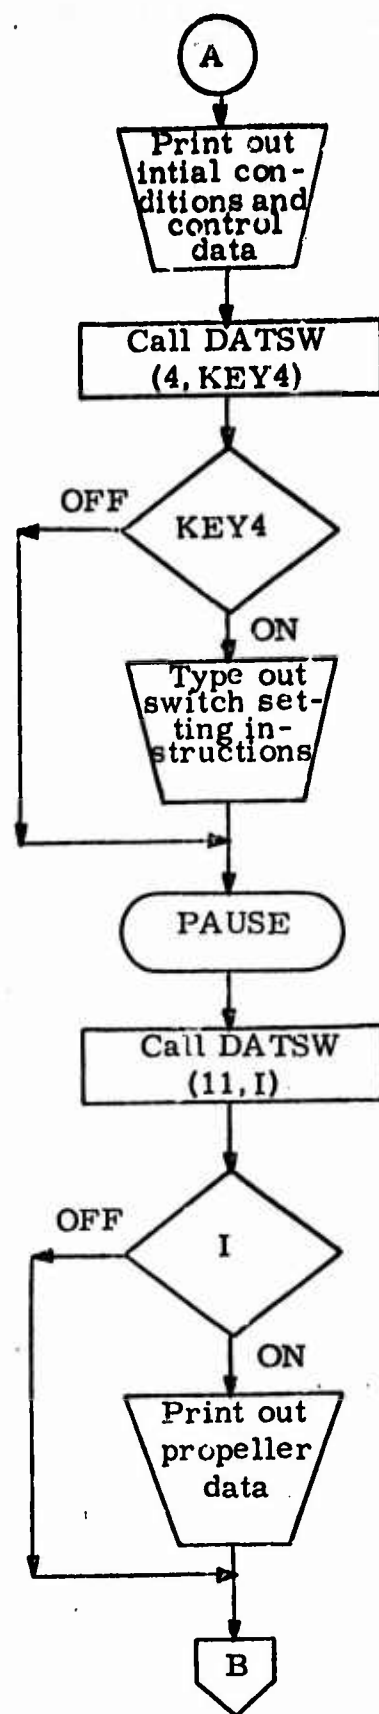 A
Print out
intial con-
ditions and
control
data
Call DATSW
(4, KEY4)
OFF
KEY4
ON
Type out
switch set-
ting in-
structions
PAUSE
Call DATSW
(11, I)
OFF
I
ON
Print out
propeller
data
B